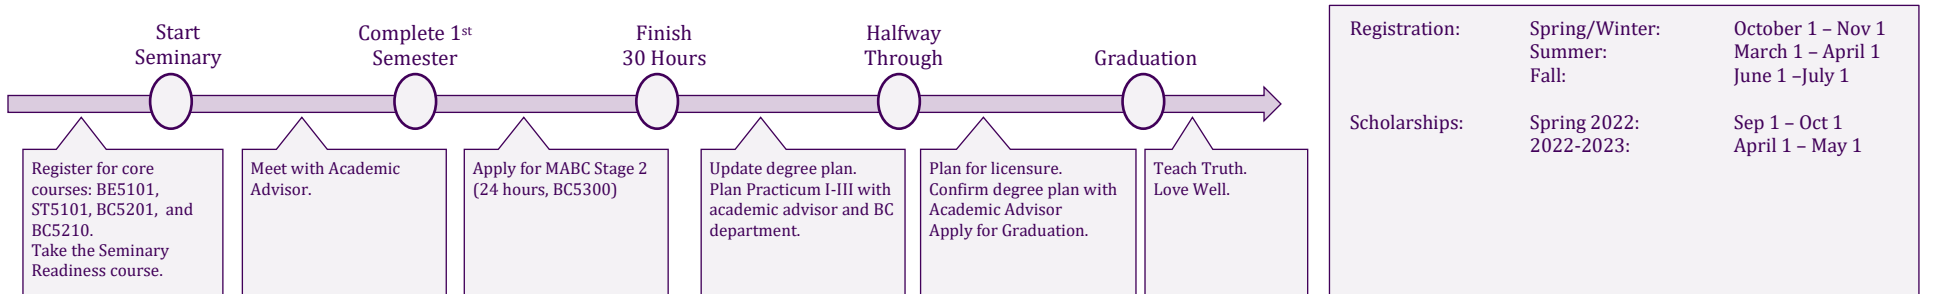 Start
Seminary
Complete 1st
Semester
Finish
30 Hours
Halfway
Through
Graduation
Register for core
courses: BE5101,
ST5101, BC5201, and
BC5210.
Take the Seminary
Readiness course.
Meet with Academic
Advisor.
Apply for MABC Stage 2
(24 hours, BC5300)
Update degree plan.
Plan Practicum I-III with
academic advisor and BC
department.
Plan for licensure.
Confirm degree plan with
Academic Advisor
Apply for Graduation.
Teach Truth.
Love Well.
Registration: Spring/Winter: October 1 – Nov 1
Summer: March 1 – April 1
Fall: June 1 –July 1
Scholarships: Spring 2022: Sep 1 – Oct 1
2022-2023: April 1 – May 1